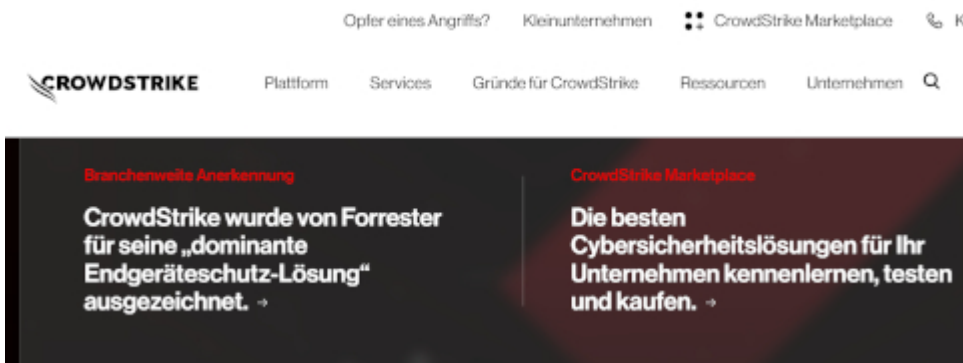 Opfer eines Angriffs? Kleinunternehmen CrowdStrike Marketplace
CROWDSTRIKE Plattform Services Gründe für CrowdStrike Ressourcen Unternehmen
Branchenweite Anerkennung
CrowdStrike wurde von Forrester
für seine „dominante
Endgeräteschutz-Lösung“
ausgezeichnet. →
CrowdStrike Marketplace
Die besten
Cybersicherheitslösungen für Ihr
Unternehmen kennenlernen, testen
und kaufen. →